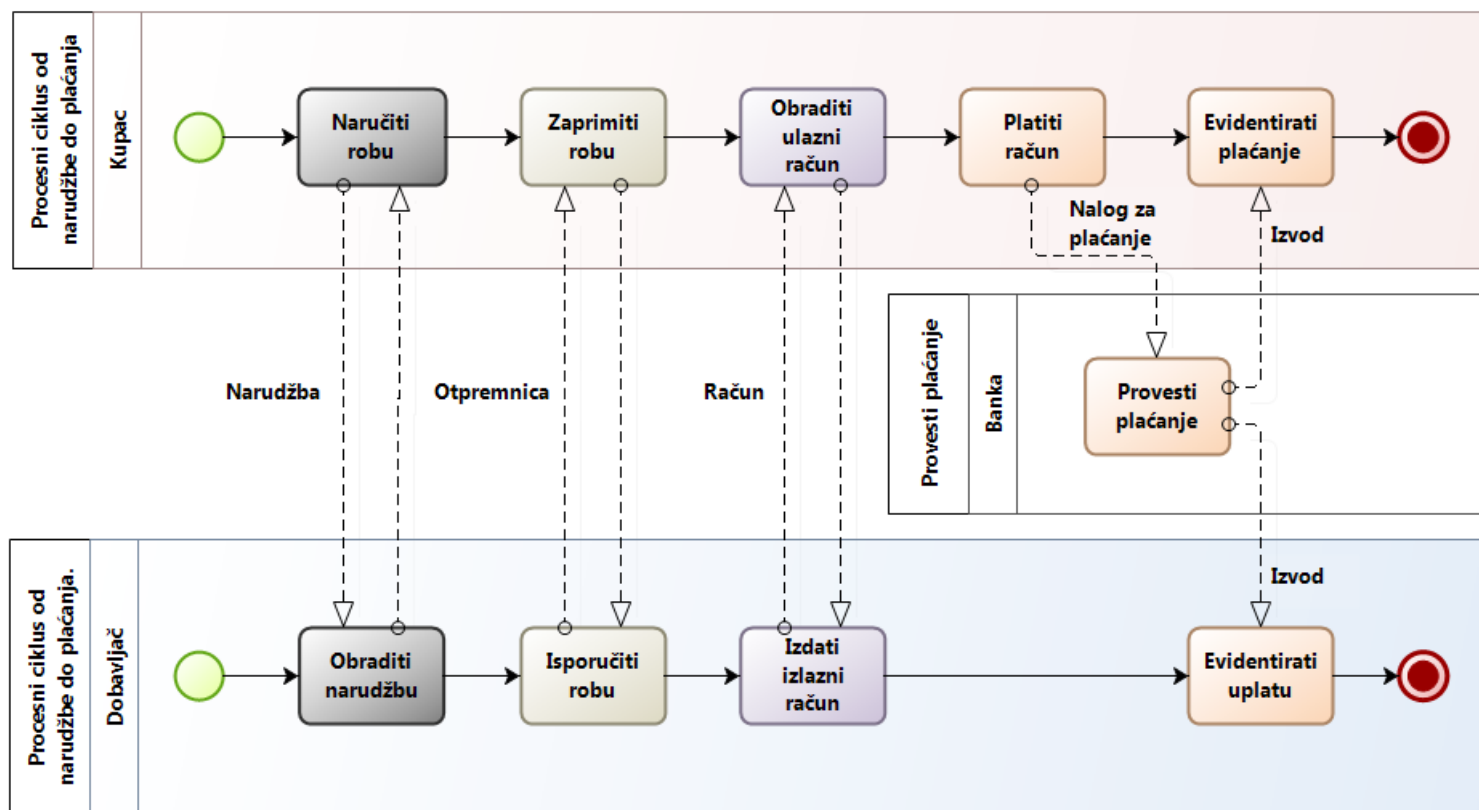 Procesni ciklus od
narudžbe do plaćanja
Kupac
Naručiti
robu
Zaprimiti
robu
Obraditi
ulazni
račun
Platiti
račun
Evidentirati
plaćanje
Nalog za
plaćanje
Izvod
Narudžba
Otpremnica
Račun
Provesti plaćanje
Banka
Provesti
plaćanje
Izvod
Procesni ciklus od
narudžbe do plaćanja.
Dobavljač
Obraditi
narudžbu
Isporučiti
robu
Izdati
izlazni
račun
Evidentirati
uplatu